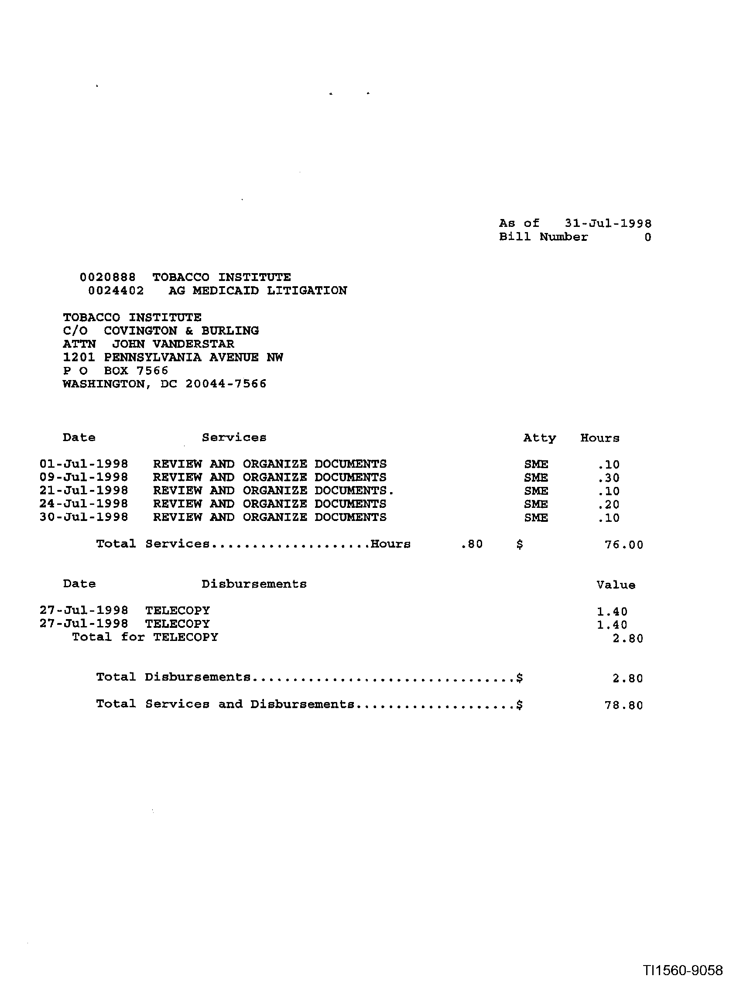 As of 31-Jul-1998
Bill Number 0
0020888 TOBACCO INSTITUTE
0024402 AG MEDICAID LITIGATION
TOBACCO INSTITUTE
C/O COVINGTON & BURLING
ATTN JOHN VANDERSTAR
1201 PENNSYLVANIA AVENUE NW
P O BOX 7566
WASHINGTON, DC 20044-7566
Date Services Atty Hours
01-Jul-1998 REVIEW AND ORGANIZE DOCUMENTS SME .10
09-Jul-1998 REVIEW AND ORGANIZE DOCUMENTS SME .30
21-Jul-1998 REVIEW AND ORGANIZE DOCUMENTS. SME .10
24-Jul-1998 REVIEW AND ORGANIZE DOCUMENTS SME .20
30-Jul-1998 REVIEW AND ORGANIZE DOCUMENTS SME .10
Total Services....................Hours .80 $ 76.00
Date Disbursements Value
27-Jul-1998 TELECOPY 1.40
27-Jul-1998 TELECOPY 1.40
Total for TELECOPY 2.80
Total Disbursements................................$ 2.80
Total Services and Disbursements....................$ 78.80
TI1560-9058